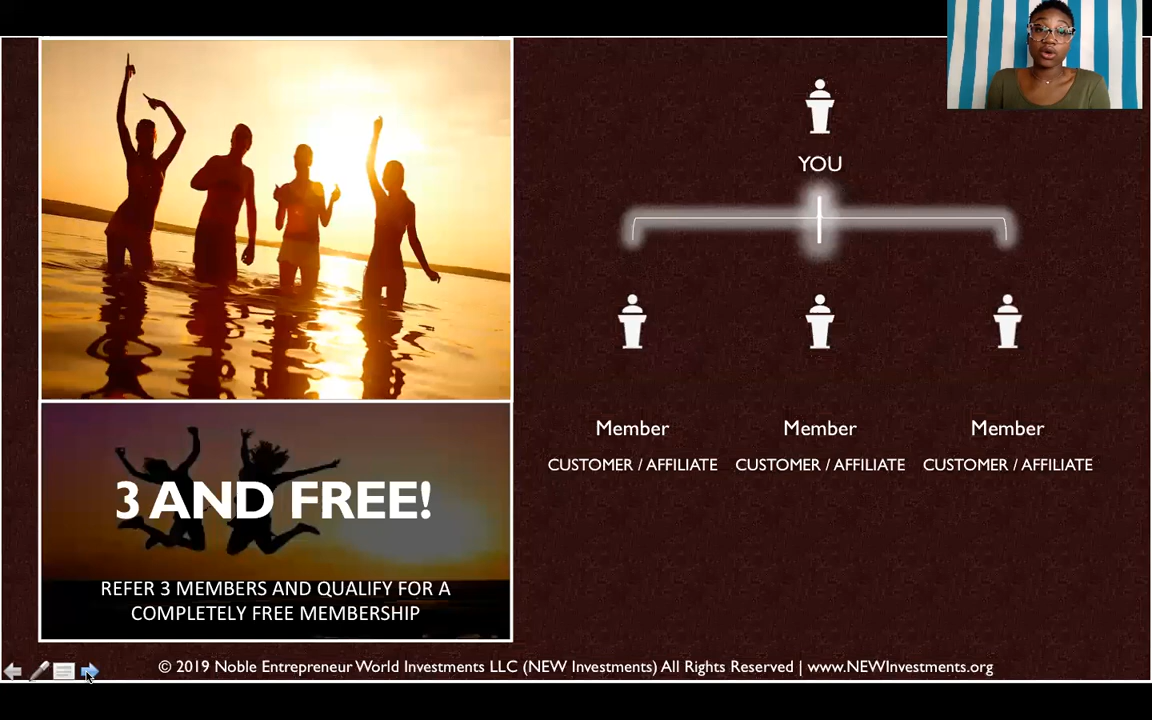 YOU
Member
Member
Member
CUSTOMER / AFFILIATE
CUSTOMER / AFFILIATE
CUSTOMER / AFFILIATE
3 AND FREE!
REFER 3 MEMBERS AND QUALIFY FOR A
COMPLETELY FREE MEMBERSHIP
© 2019 Noble Entrepreneur World Investments LLC (NEW Investments) All Rights Reserved | www.NEWInvestments.org